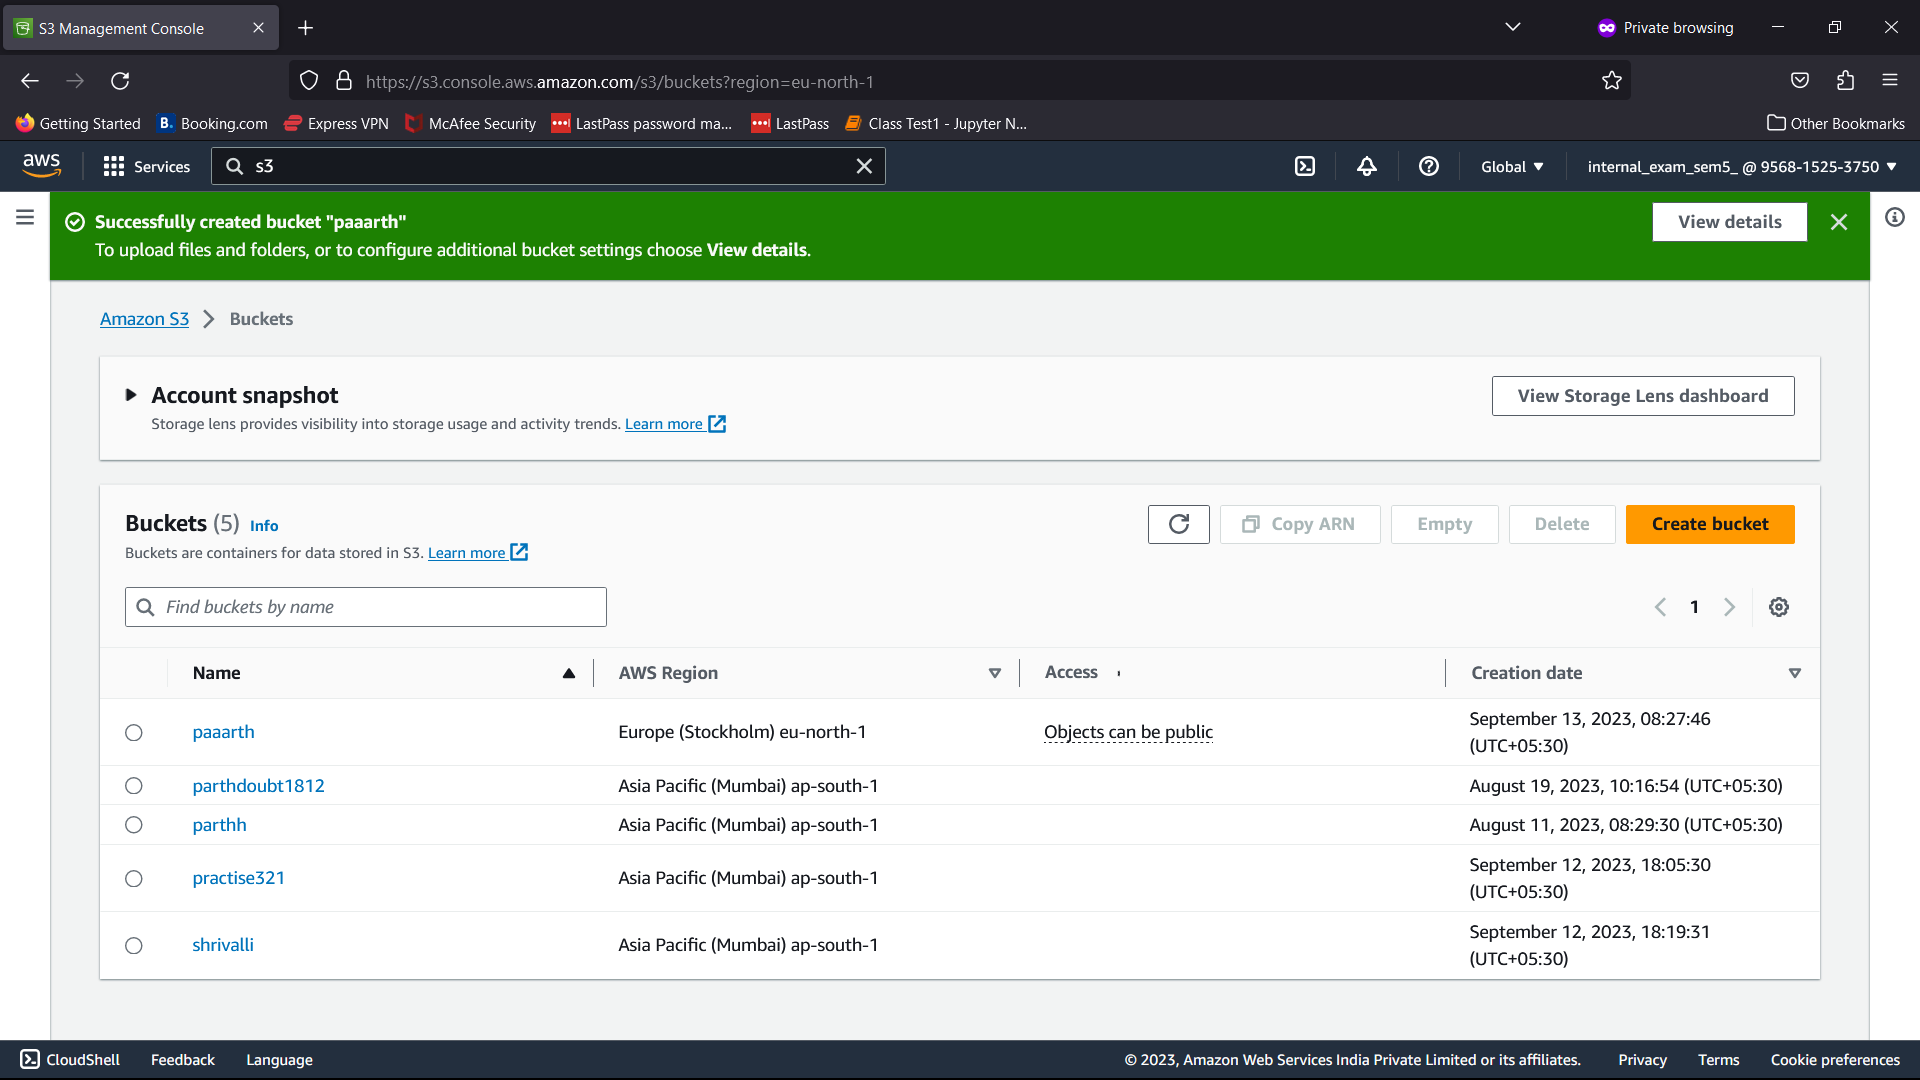 S3 Management Console
Private browsing
https://s3.console.aws.amazon.com/s3/buckets?region=eu-north-1
Getting Started
B. Booking.com
Express VPN
McAfee Security
LastPass password ma...
LastPass
Class Test1 - Jupyter N...
Other Bookmarks
aws
Services
s3
Global
internal_exam_sem5_ @ 9568-1525-3750
Successfully created bucket "paaarth"
To upload files and folders, or to configure additional bucket settings choose View details.
View details
Amazon S3 > Buckets
Account snapshot
Storage lens provides visibility into storage usage and activity trends. Learn more
View Storage Lens dashboard
Buckets (5) Info
Buckets are containers for data stored in S3. Learn more
Copy ARN
Empty
Delete
Create bucket
Find buckets by name
1
Name
AWS Region
Access
Creation date
paaarth
Europe (Stockholm) eu-north-1
Objects can be public
September 13, 2023, 08:27:46
(UTC+05:30)
parthdoubt1812
Asia Pacific (Mumbai) ap-south-1
August 19, 2023, 10:16:54 (UTC+05:30)
parthh
Asia Pacific (Mumbai) ap-south-1
August 11, 2023, 08:29:30 (UTC+05:30)
practise321
Asia Pacific (Mumbai) ap-south-1
September 12, 2023, 18:05:30
(UTC+05:30)
shrivalli
Asia Pacific (Mumbai) ap-south-1
September 12, 2023, 18:19:31
(UTC+05:30)
CloudShell
Feedback
Language
© 2023, Amazon Web Services India Private Limited or its affiliates.
Privacy
Terms
Cookie preferences